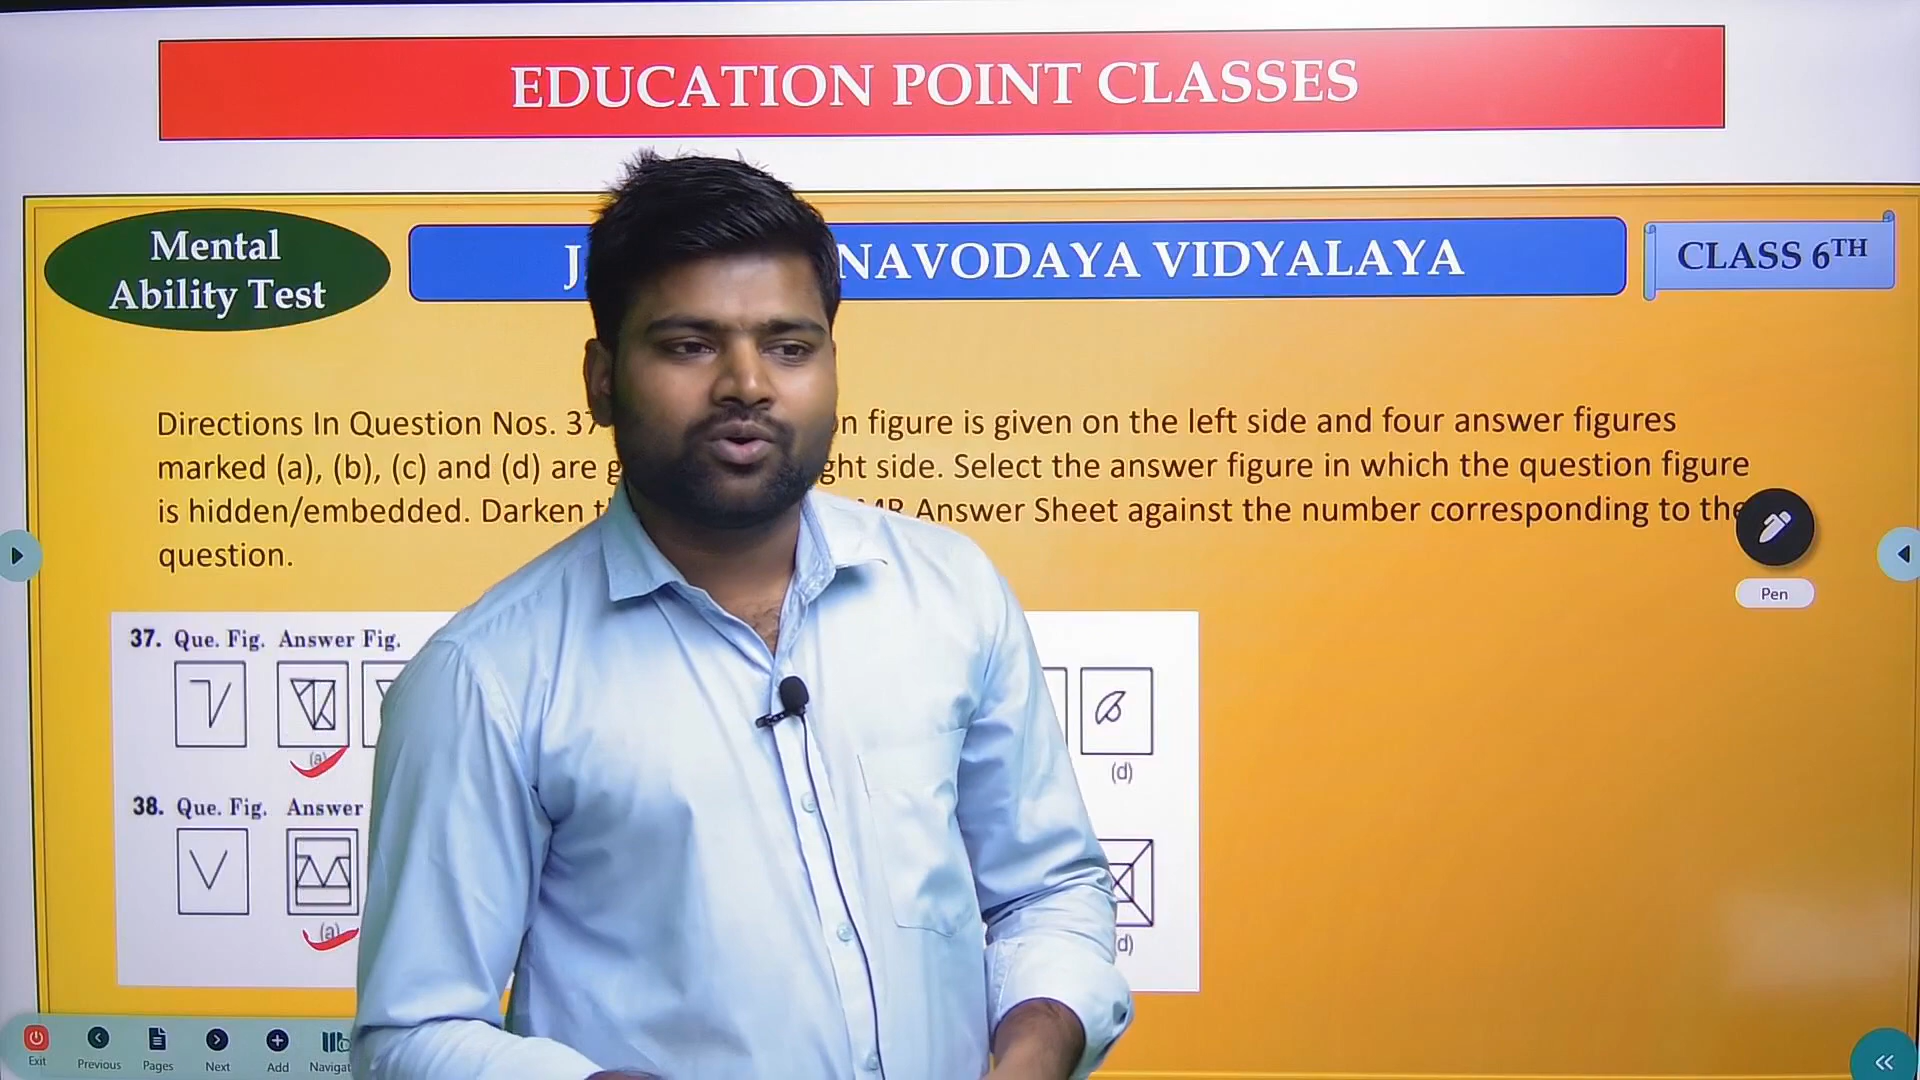 EDUCATION POINT CLASSES
Mental
Ability Test
NAVODAYA VIDYALAYA
CLASS 6TH
Directions In Question Nos. 37 figure is given on the left side and four answer figures
marked (a), (b), (c) and (d) are side. Select the answer figure in which the question figure
is hidden/embedded. Darken Answer Sheet against the number corresponding to the
question.
Pen
37. Que. Fig. Answer Fig.
(a)
(d)
38. Que. Fig. Answer
(a)
(d)
Exit
Previous
Pages
Next
Add